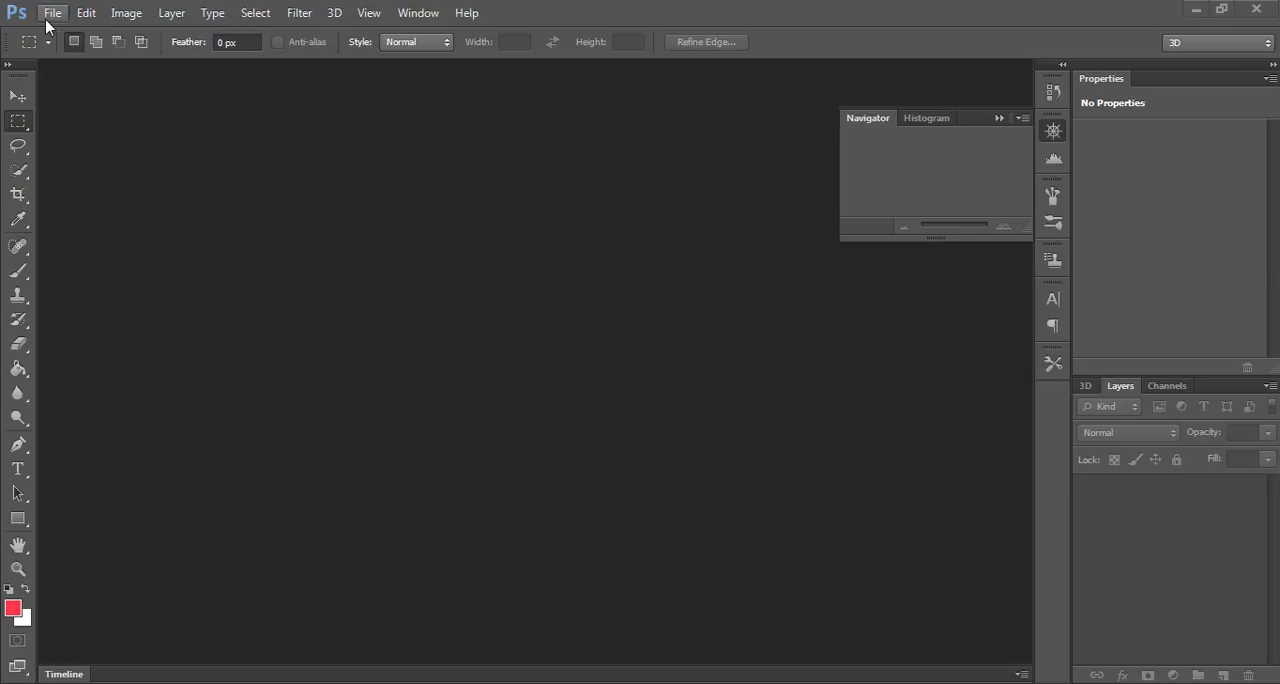 Ps File Edit Image Layer Type Select Filter 3D View Window Help
Feather: 0 px Anti-alias Style: Normal Width: Height: Refine Edge... 3D
Properties
No Properties
Navigator Histogram
3D Layers Channels
Kind
Normal Opacity:
Lock: Fill:
Timeline